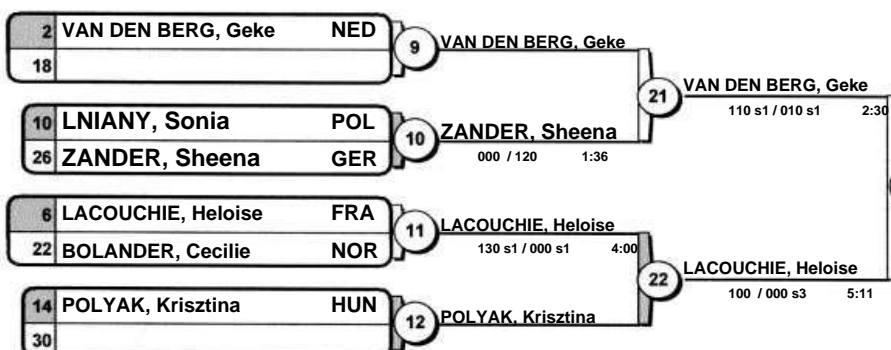 2 VAN DEN BERG, Geke NED
18
9
VAN DEN BERG, Geke
10 LNIANY, Sonia POL
26 ZANDER, Sheena GER
10
ZANDER, Sheena
000 / 120 1:36
21
VAN DEN BERG, Geke
110 s1 / 010 s1 2:30
6 LACOUCHIE, Heloise FRA
22 BOLANDER, Cecilie NOR
11
LACOUCHIE, Heloise
130 s1 / 000 s1 4:00
14 POLYAK, Krisztina HUN
30
12
POLYAK, Krisztina
22
LACOUCHIE, Heloise
100 / 000 s3 5:11